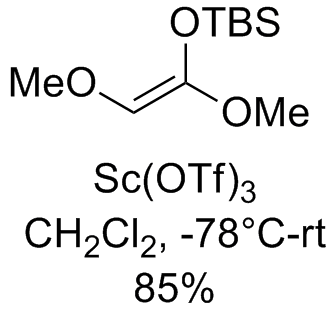 OTBS
MeO
OMe
Sc(OTf)₃
CH₂Cl₂, -78°C-rt
85%